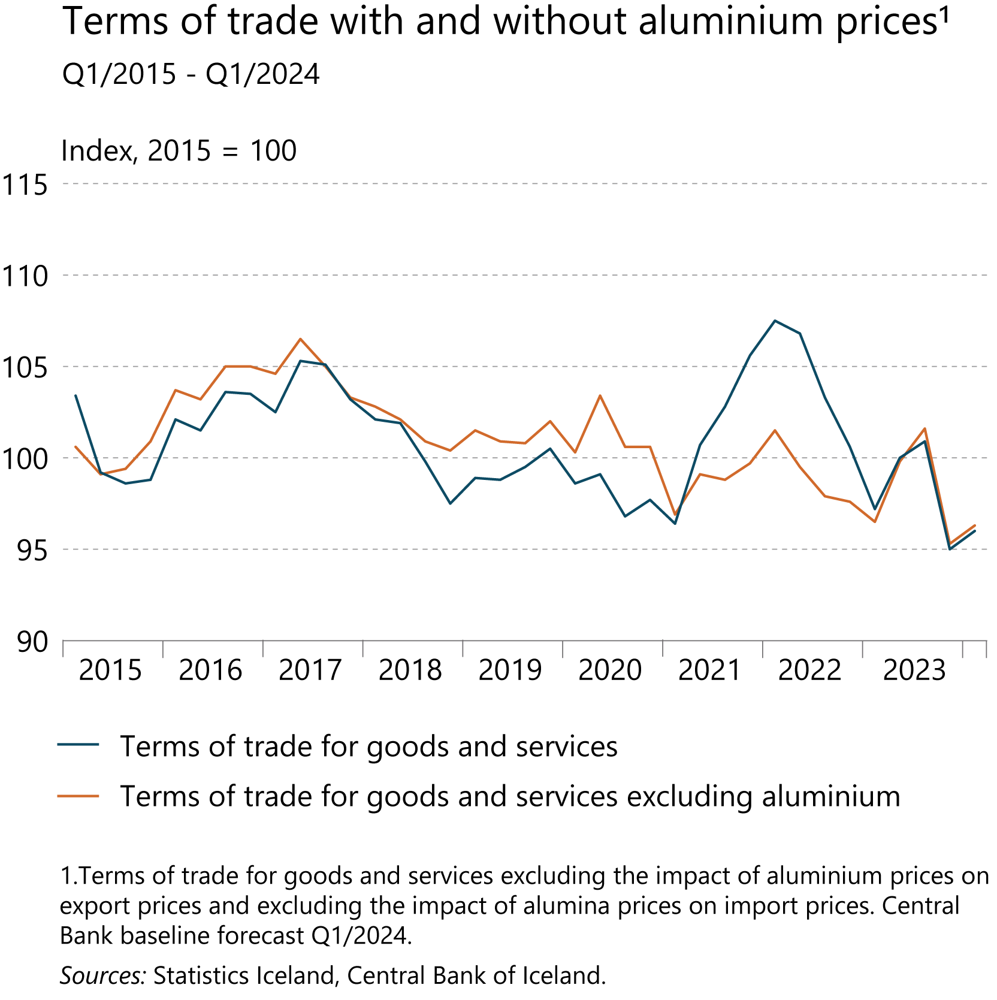 Terms of trade with and without aluminium prices¹
Q1/2015 - Q1/2024
Index, 2015 = 100
115
110
105
100
95
90
2015 2016 2017 2018 2019 2020 2021 2022 2023
Terms of trade for goods and services
Terms of trade for goods and services excluding aluminium
1.Terms of trade for goods and services excluding the impact of aluminium prices on
export prices and excluding the impact of alumina prices on import prices. Central
Bank baseline forecast Q1/2024.
Sources: Statistics Iceland, Central Bank of Iceland.